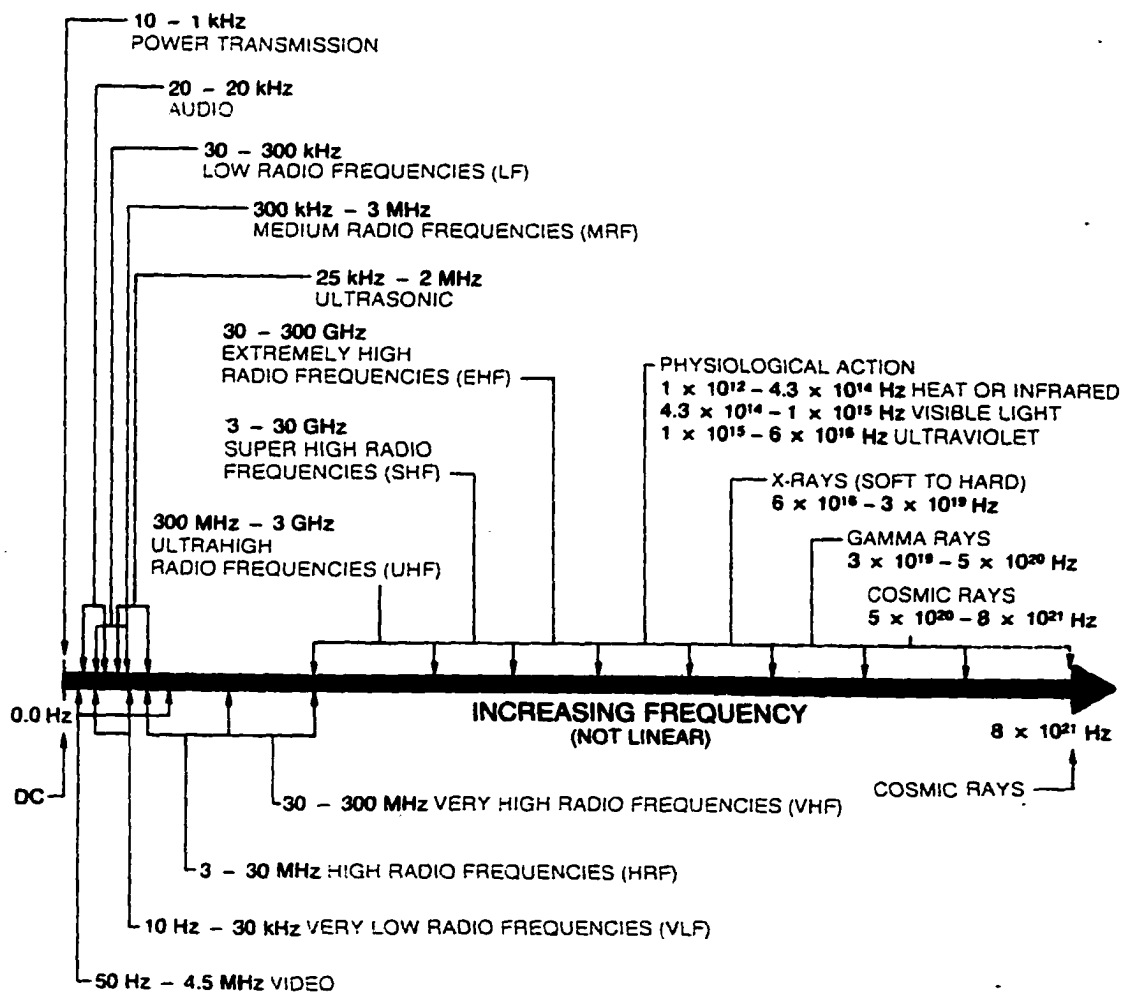 10 – 1 kHz
POWER TRANSMISSION
20 – 20 kHz
AUDIO
30 – 300 kHz
LOW RADIO FREQUENCIES (LF)
300 kHz – 3 MHz
MEDIUM RADIO FREQUENCIES (MRF)
25 kHz – 2 MHz
ULTRASONIC
30 – 300 GHz
EXTREMELY HIGH
RADIO FREQUENCIES (EHF)
3 – 30 GHz
SUPER HIGH RADIO
FREQUENCIES (SHF)
300 MHz – 3 GHz
ULTRAHIGH
RADIO FREQUENCIES (UHF)
PHYSIOLOGICAL ACTION
1 × 10¹² – 4.3 × 10¹⁴ Hz HEAT OR INFRARED
4.3 × 10¹⁴ – 1 × 10¹⁵ Hz VISIBLE LIGHT
1 × 10¹⁵ – 6 × 10¹⁶ Hz ULTRAVIOLET
X-RAYS (SOFT TO HARD)
6 × 10¹⁶ – 3 × 10¹⁹ Hz
GAMMA RAYS
3 × 10¹⁹ – 5 × 10²⁰ Hz
COSMIC RAYS
5 × 10²⁰ – 8 × 10²¹ Hz
0.0 Hz
INCREASING FREQUENCY
(NOT LINEAR)
8 × 10²¹ Hz
DC
COSMIC RAYS
30 – 300 MHz VERY HIGH RADIO FREQUENCIES (VHF)
3 – 30 MHz HIGH RADIO FREQUENCIES (HRF)
10 Hz – 30 kHz VERY LOW RADIO FREQUENCIES (VLF)
50 Hz – 4.5 MHz VIDEO